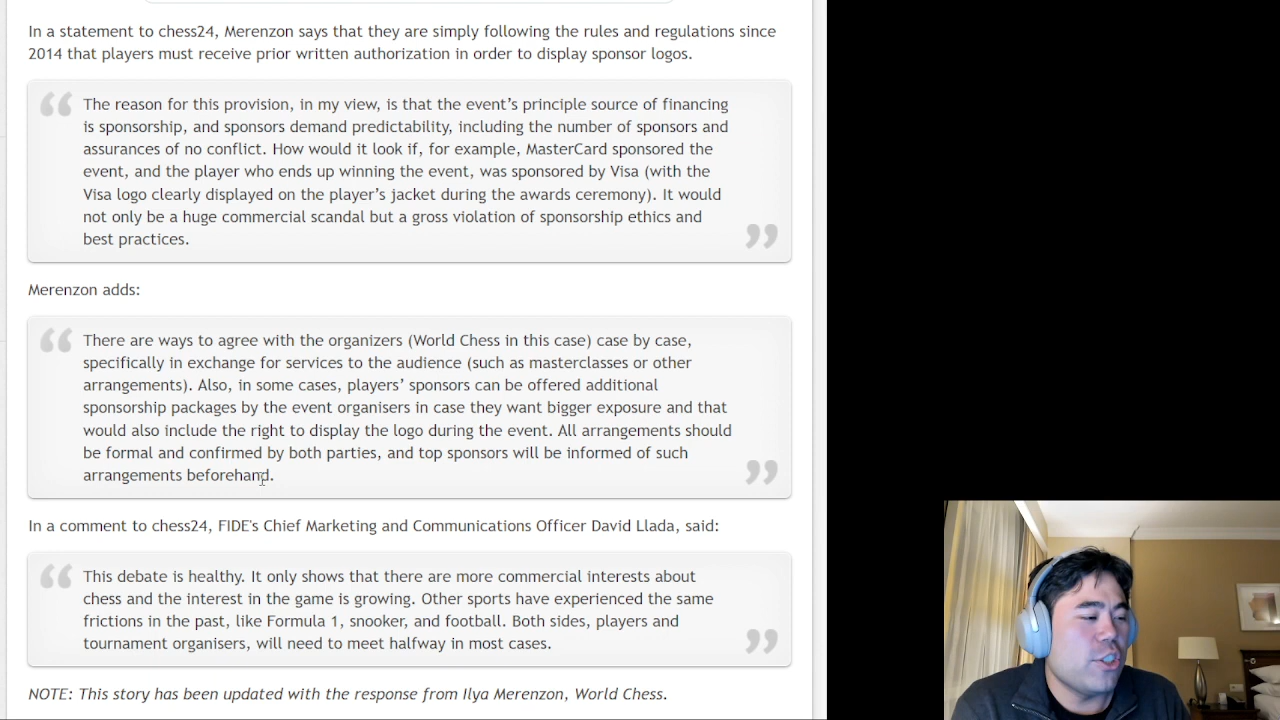 In a statement to chess24, Merenzon says that they are simply following the rules and regulations since
2014 that players must receive prior written authorization in order to display sponsor logos.
The reason for this provision, in my view, is that the event's principle source of financing
is sponsorship, and sponsors demand predictability, including the number of sponsors and
assurances of no conflict. How would it look if, for example, MasterCard sponsored the
event, and the player who ends up winning the event, was sponsored by Visa (with the
Visa logo clearly displayed on the player's jacket during the awards ceremony). It would
not only be a huge commercial scandal but a gross violation of sponsorship ethics and
best practices.
Merenzon adds:
There are ways to agree with the organizers (World Chess in this case) case by case,
specifically in exchange for services to the audience (such as masterclasses or other
arrangements). Also, in some cases, players' sponsors can be offered additional
sponsorship packages by the event organisers in case they want bigger exposure and that
would also include the right to display the logo during the event. All arrangements should
be formal and confirmed by both parties, and top sponsors will be informed of such
arrangements beforehand.
In a comment to chess24, FIDE's Chief Marketing and Communications Officer David Llada, said:
This debate is healthy. It only shows that there are more commercial interests about
chess and the interest in the game is growing. Other sports have experienced the same
frictions in the past, like Formula 1, snooker, and football. Both sides, players and
tournament organisers, will need to meet halfway in most cases.
NOTE: This story has been updated with the response from Ilya Merenzon, World Chess.